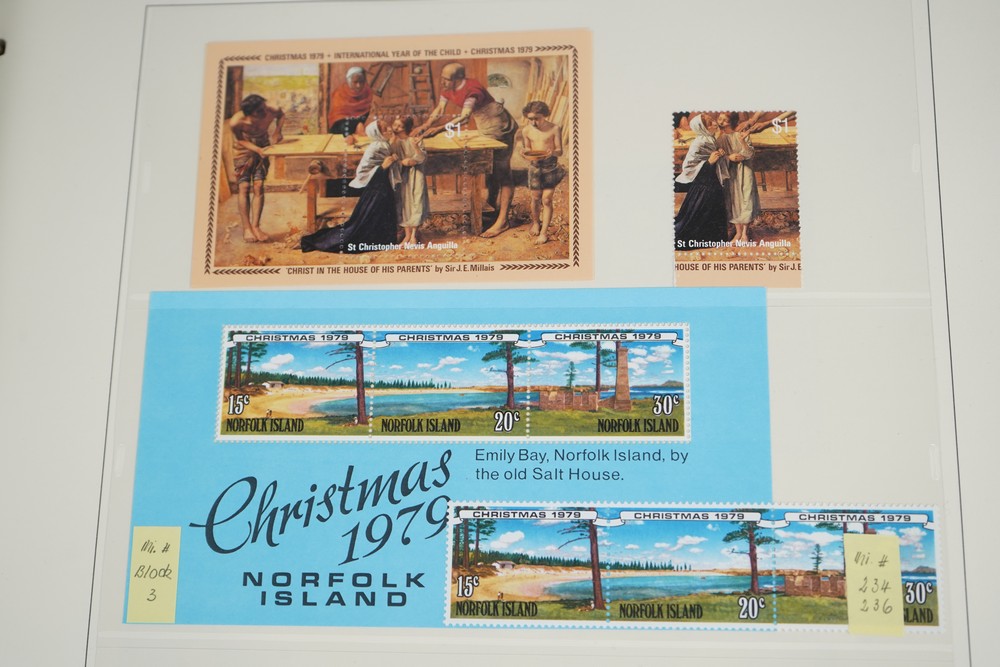 CHRISTMAS 1979 • INTERNATIONAL YEAR OF THE CHILD • CHRISTMAS 1979
$1
St Christopher Nevis Anguilla
'CHRIST IN THE HOUSE OF HIS PARENTS' by Sir J.E. Millais
$1
St Christopher Nevis Anguilla
HOUSE OF HIS PARENTS' by Sir J.E
CHRISTMAS 1979 CHRISTMAS 1979 CHRISTMAS 1979
15c 20c 30c
NORFOLK ISLAND NORFOLK ISLAND NORFOLK ISLAND
Emily Bay, Norfolk Island, by
the old Salt House.
Christmas
1979
NORFOLK
ISLAND
Mi. #
Block
3
CHRISTMAS 1979 CHRISTMAS 1979 CHRISTMAS 1979
15c 20c 30c
NORFOLK ISLAND NORFOLK ISLAND ISLAND
Mi. #
234
236